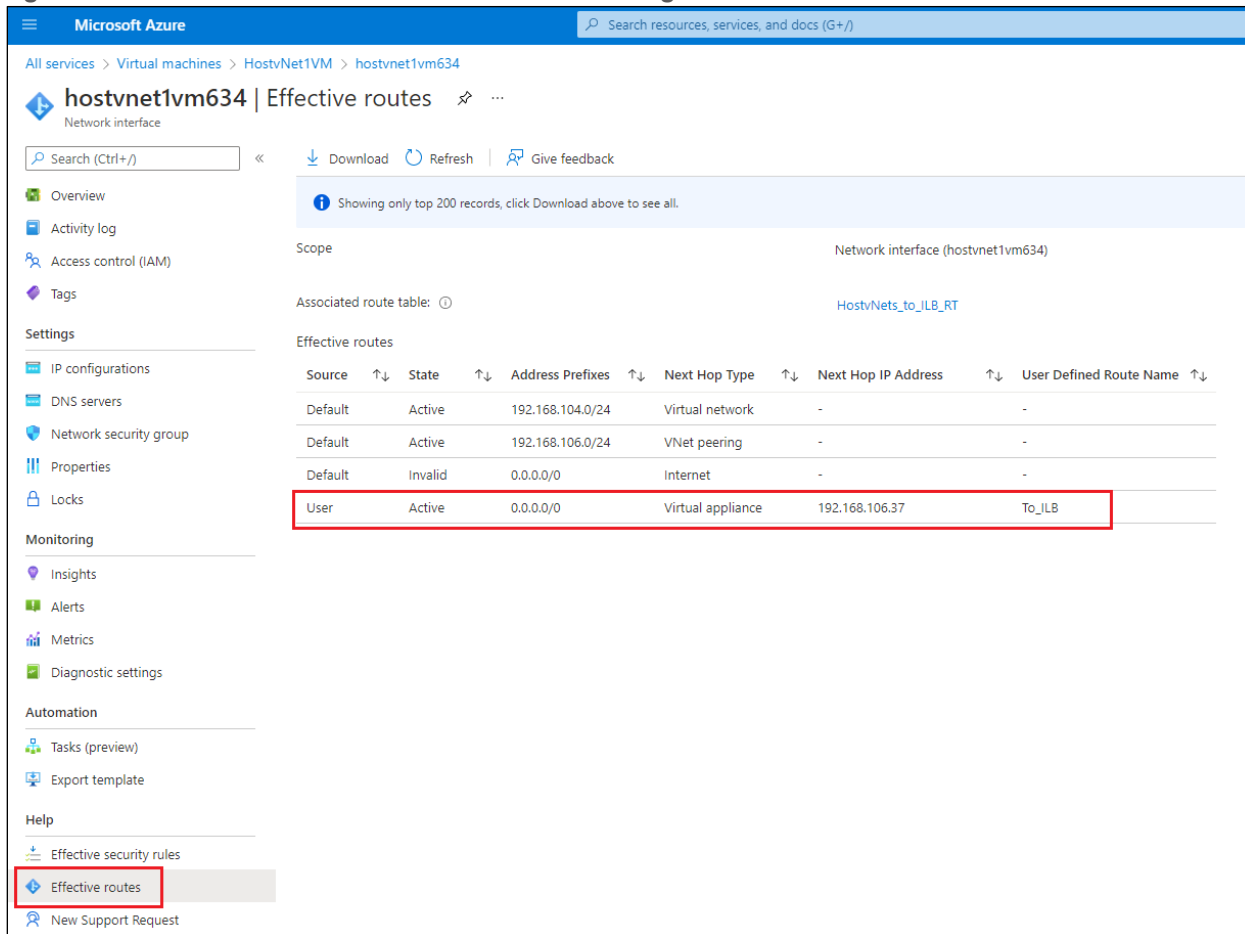 Microsoft Azure
Search resources, services, and docs (G+/)
All services > Virtual machines > HostvNet1VM > hostvnet1vm634
hostvnet1vm634 | Effective routes ...
Network interface
Search (Ctrl+/)
«
Download Refresh Give feedback
Overview
Activity log
Access control (IAM)
Tags
Settings
IP configurations
DNS servers
Network security group
Properties
Locks
Monitoring
Insights
Alerts
Metrics
Diagnostic settings
Automation
Tasks (preview)
Export template
Help
Effective security rules
Effective routes
New Support Request
Showing only top 200 records, click Download above to see all.
Scope Network interface (hostvnet1vm634)
Associated route table: HostvNets_to_ILB_RT
Effective routes
Source ↑↓ State ↑↓ Address Prefixes ↑↓ Next Hop Type ↑↓ Next Hop IP Address ↑↓ User Defined Route Name ↑↓
Default Active 192.168.104.0/24 Virtual network - -
Default Active 192.168.106.0/24 VNet peering - -
Default Invalid 0.0.0.0/0 Internet - -
User Active 0.0.0.0/0 Virtual appliance 192.168.106.37 To_ILB